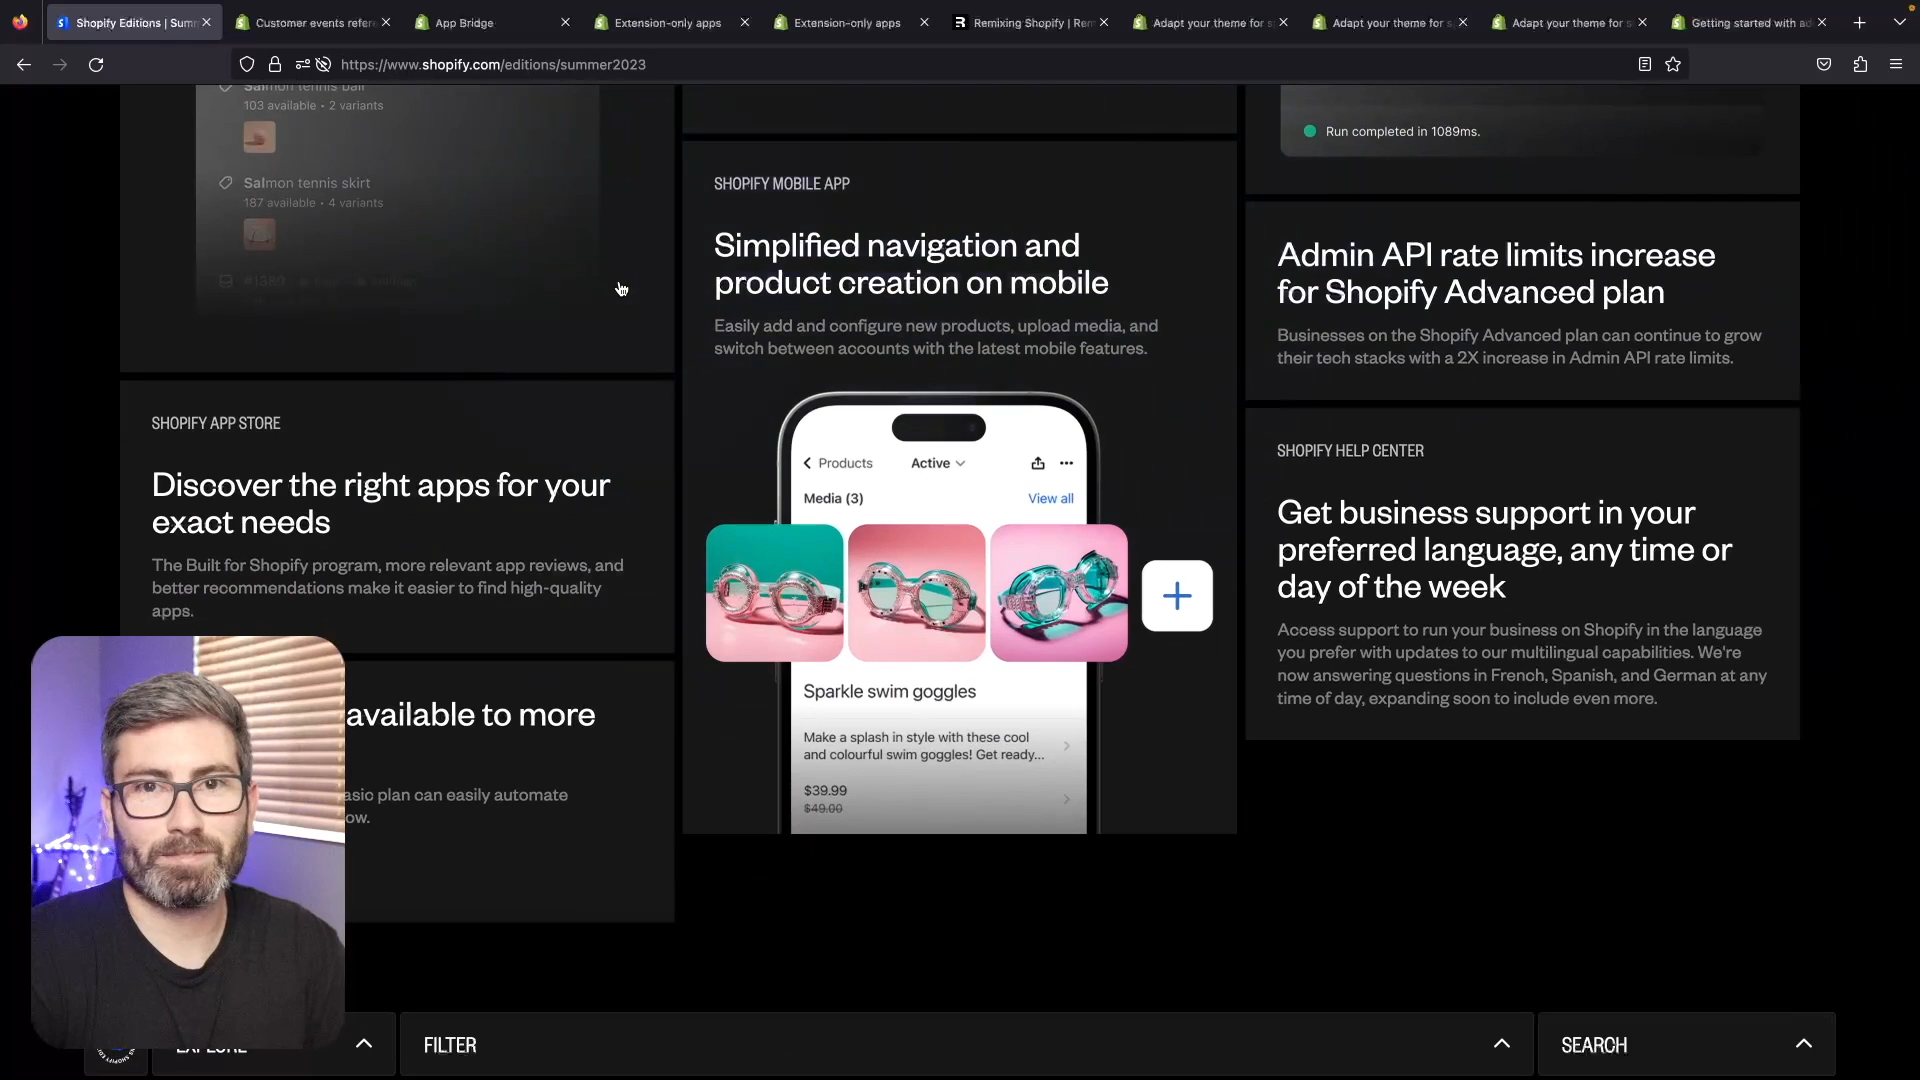 Shopify Editions | Sum
Customer events refere
App Bridge
Extension-only apps
Extension-only apps
Remixing Shopify | Rem
Adapt your theme for s
Adapt your theme for s
Adapt your theme for s
Getting started with ad
https://www.shopify.com/editions/summer2023
Salmon tennis ball
103 available • 2 variants
Salmon tennis skirt
187 available • 4 variants
#1389
SHOPIFY APP STORE
Discover the right apps for your
exact needs
The Built for Shopify program, more relevant app reviews, and
better recommendations make it easier to find high-quality
apps.
available to more
asic plan can easily automate
ow.
SHOPIFY MOBILE APP
Simplified navigation and
product creation on mobile
Easily add and configure new products, upload media, and
switch between accounts with the latest mobile features.
Products
Active
Media (3)
View all
Sparkle swim goggles
Make a splash in style with these cool
and colourful swim goggles! Get ready...
$39.99
$49.00
Run completed in 1089ms.
Admin API rate limits increase
for Shopify Advanced plan
Businesses on the Shopify Advanced plan can continue to grow
their tech stacks with a 2X increase in Admin API rate limits.
SHOPIFY HELP CENTER
Get business support in your
preferred language, any time or
day of the week
Access support to run your business on Shopify in the language
you prefer with updates to our multilingual capabilities. We're
now answering questions in French, Spanish, and German at any
time of day, expanding soon to include even more.
EXPLORE
FILTER
SEARCH